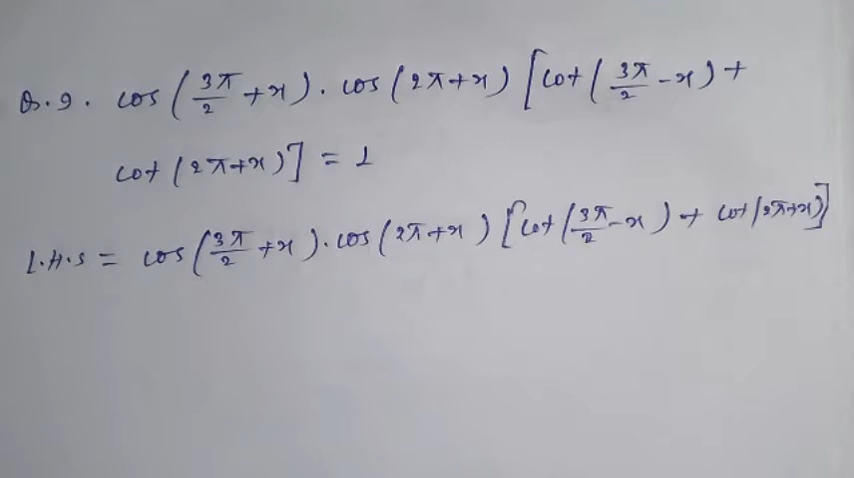 Q.9. cos(3π/2 + x). cos(2π+x) [cot(3π/2 - x) +
cot(2π+x)] = 1
L.H.S = cos(3π/2 + x). cos(2π+x) [cot(3π/2 - x) + cot(2π+x)]